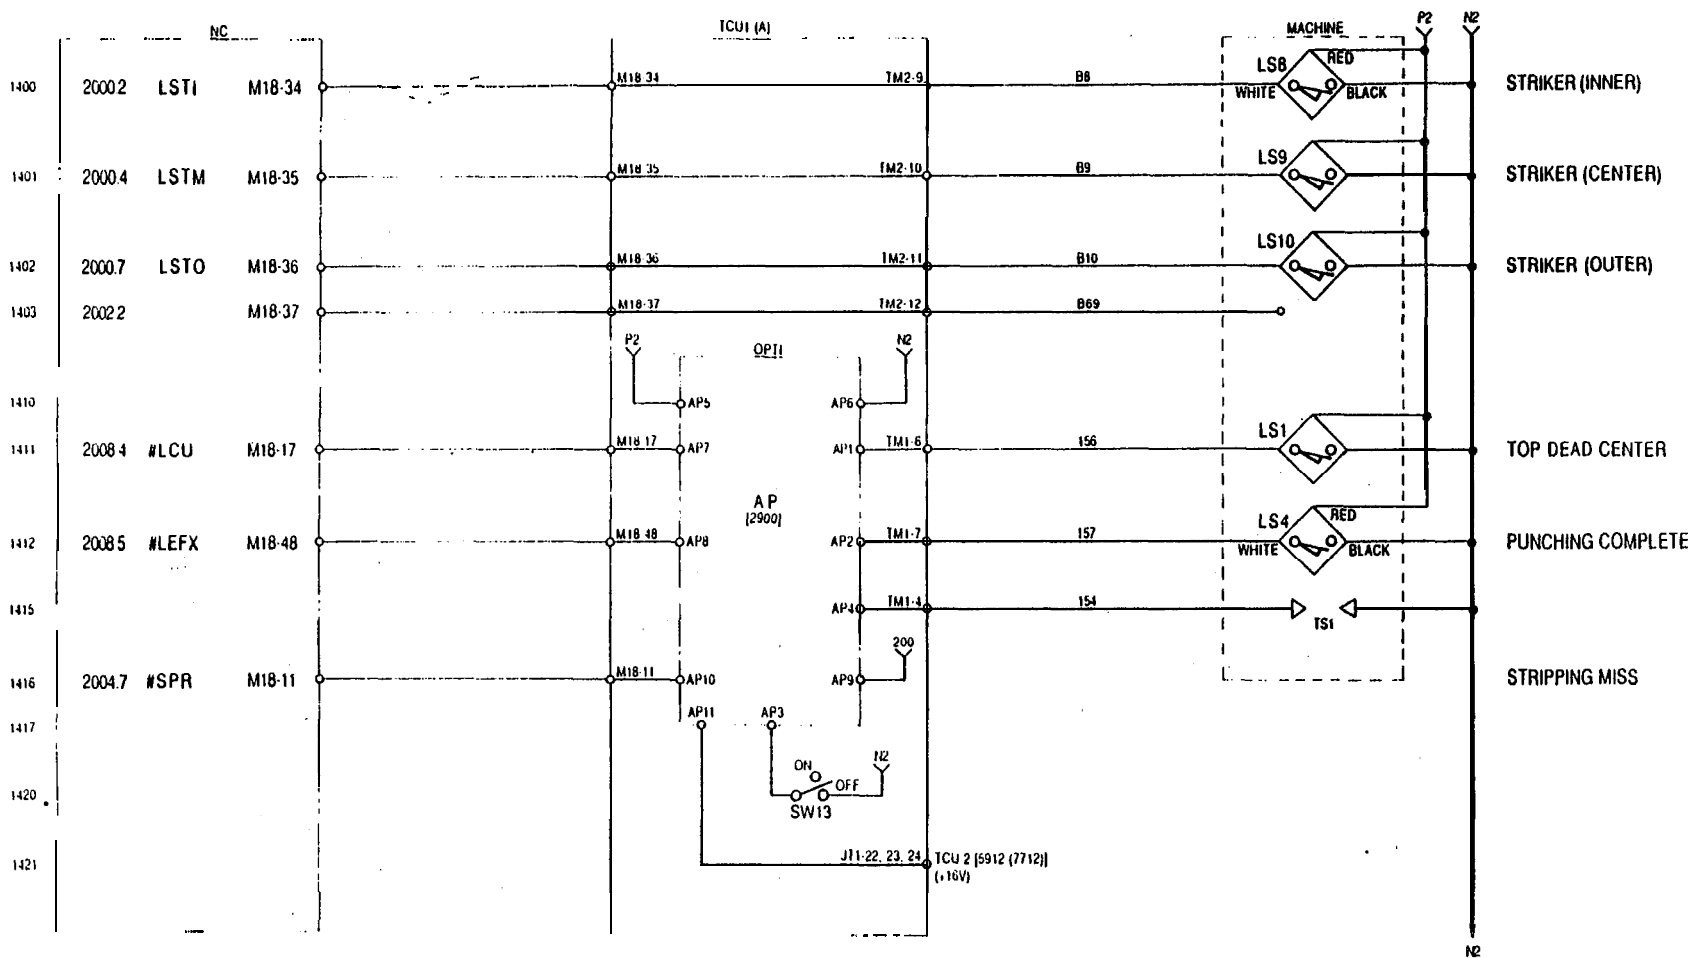 NC
TCU1 (A)
MACHINE
P2
N2
1400 2000.2 LSTI M18-34 M18-34 TM2-9 B8 LS8 RED WHITE BLACK STRIKER (INNER)
1401 2000.4 LSTM M18-35 M18-35 TM2-10 B9 LS9 STRIKER (CENTER)
1402 2000.7 LSTO M18-36 M18-36 TM2-11 B10 LS10 STRIKER (OUTER)
1403 2002.2 M18-37 M18-37 TM2-12 B69
P2 OPTI N2
1410 AP5 AP6
1411 2008.4 #LCU M18-17 M18-17 AP7 AP1 TM1-6 156 LS1 TOP DEAD CENTER
AP
[2900]
1412 2008.5 #LEFX M18-48 M18-48 AP8 AP2 TM1-7 157 LS4 RED WHITE BLACK PUNCHING COMPLETE
1415 AP4 TM1-4 154 TS1
200
1416 2004.7 #SPR M18-11 M18-11 AP10 AP9 STRIPPING MISS
1417 AP11 AP3
ON N2
1420 OFF
SW13
1421 JT1-22, 23, 24 TCU 2 [5912 (7712)]
(+16V)
N2